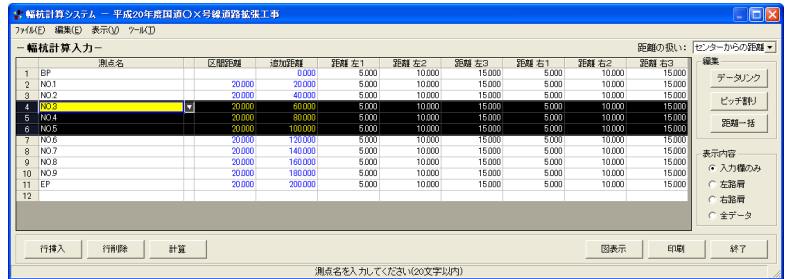 幅杭計算システム － 平成20年度国道○×号線道路拡張工事
ファイル(F) 編集(E) 表示(V) ツール(T)
－幅杭計算入力－ 距離の扱い： センターからの距離
測点名 区間距離 追加距離 距離 左1 距離 左2 距離 左3 距離 右1 距離 右2 距離 右3
1 BP 0.000 5.000 10.000 15.000 5.000 10.000 15.000
2 NO.1 20.000 20.000 5.000 10.000 15.000 5.000 10.000 15.000
3 NO.2 20.000 40.000 5.000 10.000 15.000 5.000 10.000 15.000
4 NO.3 20.000 60.000 5.000 10.000 15.000 5.000 10.000 15.000
5 NO.4 20.000 80.000 5.000 10.000 15.000 5.000 10.000 15.000
6 NO.5 20.000 100.000 5.000 10.000 15.000 5.000 10.000 15.000
7 NO.6 20.000 120.000 5.000 10.000 15.000 5.000 10.000 15.000
8 NO.7 20.000 140.000 5.000 10.000 15.000 5.000 10.000 15.000
9 NO.8 20.000 160.000 5.000 10.000 15.000 5.000 10.000 15.000
10 NO.9 20.000 180.000 5.000 10.000 15.000 5.000 10.000 15.000
11 EP 20.000 200.000 5.000 10.000 15.000 5.000 10.000 15.000
12
編集
データリンク
ピッチ割り
距離一括
表示内容
入力欄のみ
左路肩
右路肩
全データ
行挿入 行削除 計算 図表示 印刷 終了
測点名を入力してください(20文字以内)